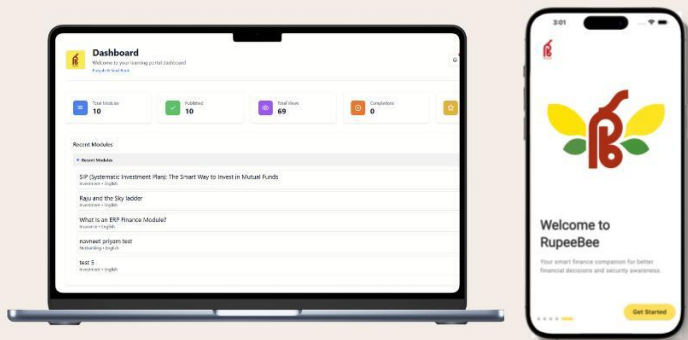 Dashboard
Welcome to your learning portal dashboard
Total Modules
10
Published
10
Total Views
69
Completions
0
Recent Modules
Recent Modules
SIP (Systematic Investment Plan): The Smart Way to Invest in Mutual Funds
Investment • English
Raju and the Sky ladder
Investment • English
What Is an ERP Finance Module?
Insurance • English
navneet priyam test
Netbanking • English
test 5
Investment • English
3:01
Welcome to
RupeeBee
Your smart finance companion for better
financial decisions and security awareness.
Get Started